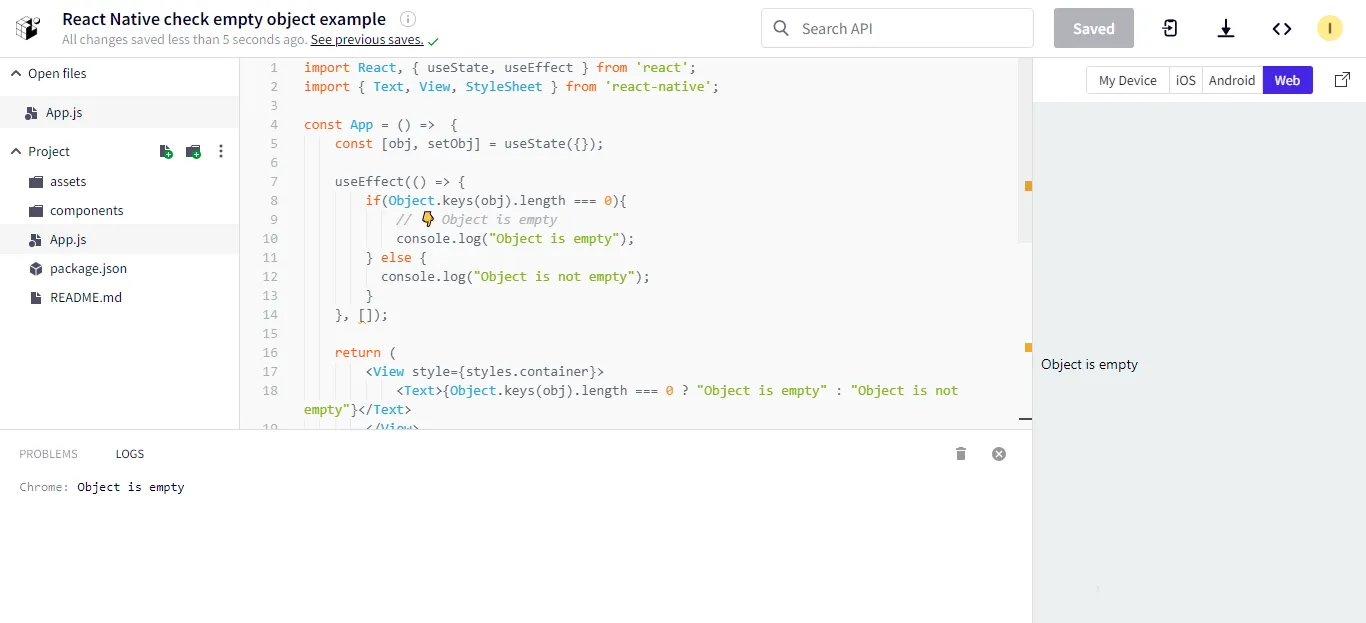 React Native check empty object example
All changes saved less than 5 seconds ago. See previous saves.
Search API
Saved
I
Open files
App.js
Project
assets
components
App.js
package.json
README.md
1 import React, { useState, useEffect } from 'react';
2 import { Text, View, StyleSheet } from 'react-native';
3
4 const App = () =>  {
5 const [obj, setObj] = useState({});
6
7 useEffect(() => {
8 if(Object.keys(obj).length === 0){
9 // 👇 Object is empty
10 console.log("Object is empty");
11 } else {
12 console.log("Object is not empty");
13 }
14 }, []);
15
16 return (
17 <View style={styles.container}>
18 <Text>{Object.keys(obj).length === 0 ? "Object is empty" : "Object is not
empty"}</Text>
19 </View>
My Device iOS Android Web
Object is empty
PROBLEMS LOGS
Chrome: Object is empty